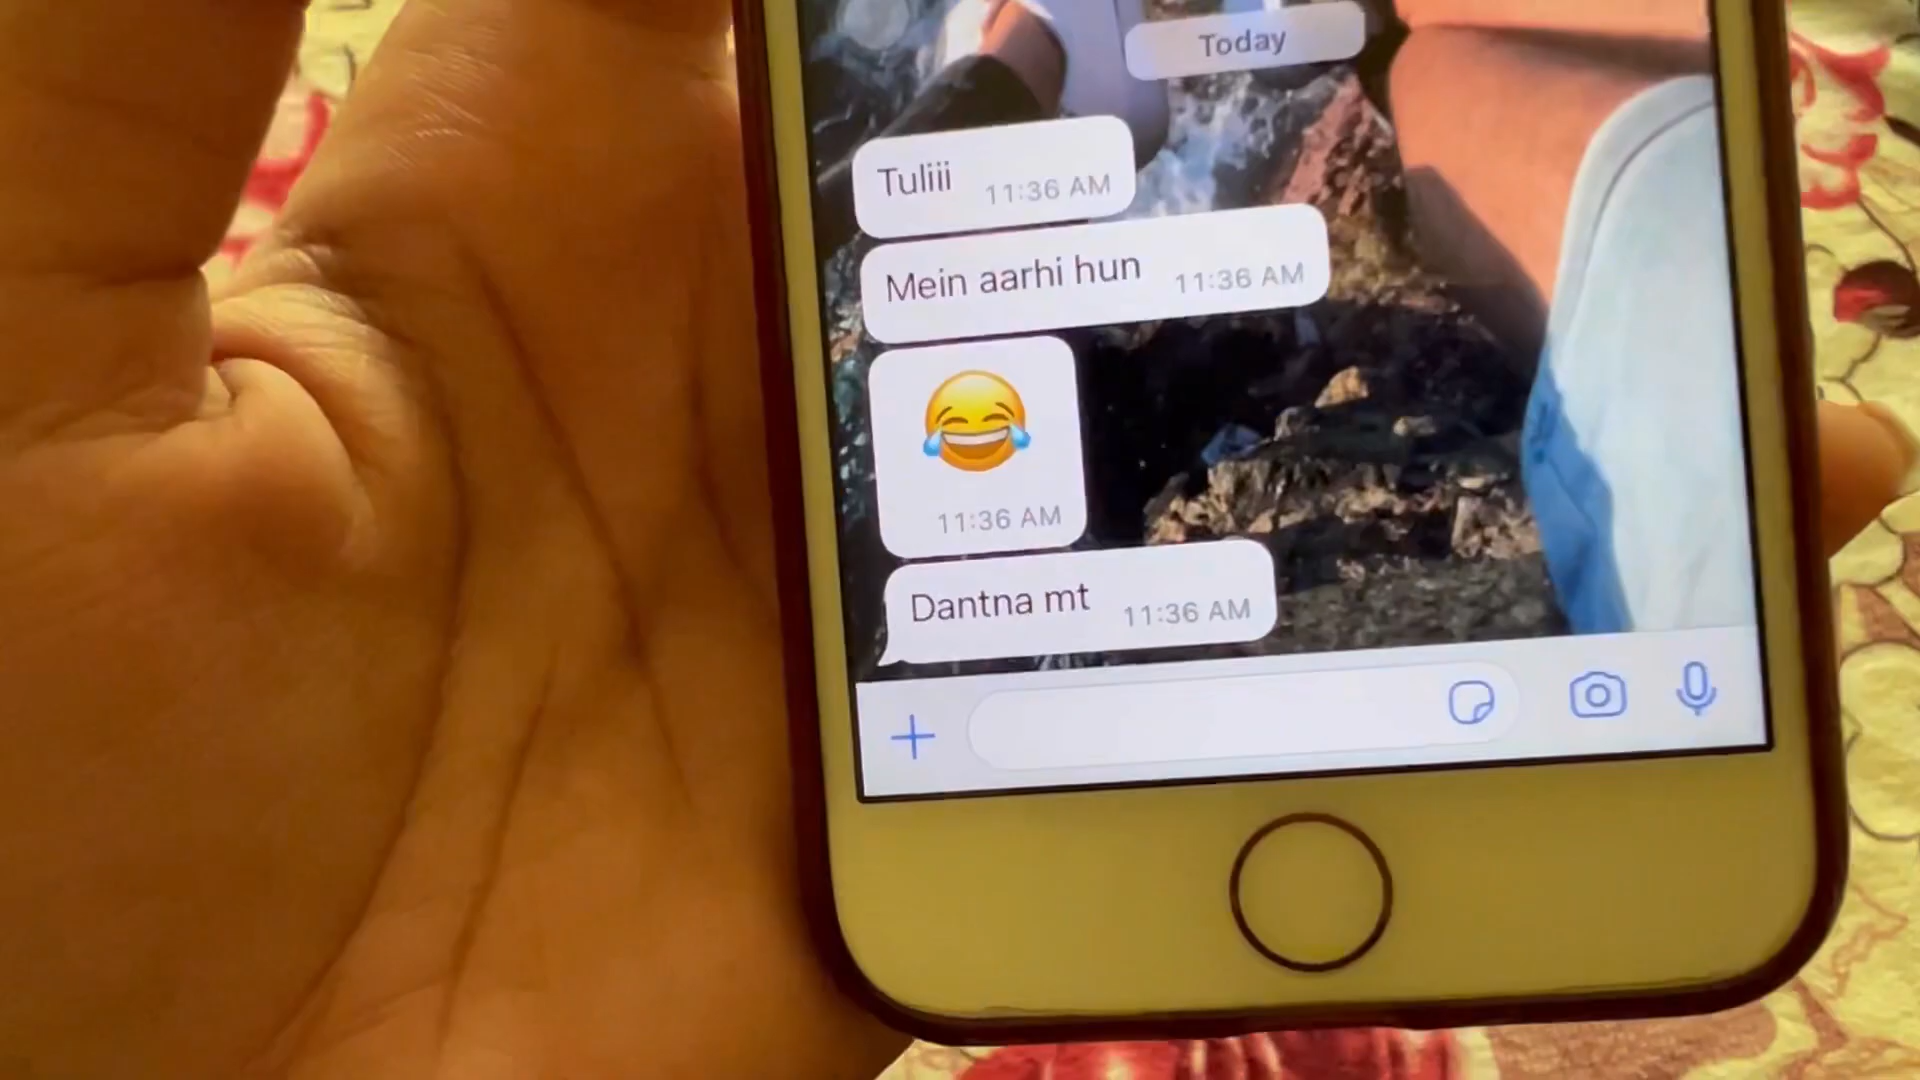 Today
Tuliii 11:36 AM
Mein aarhi hun 11:36 AM
😂
11:36 AM
Dantna mt 11:36 AM